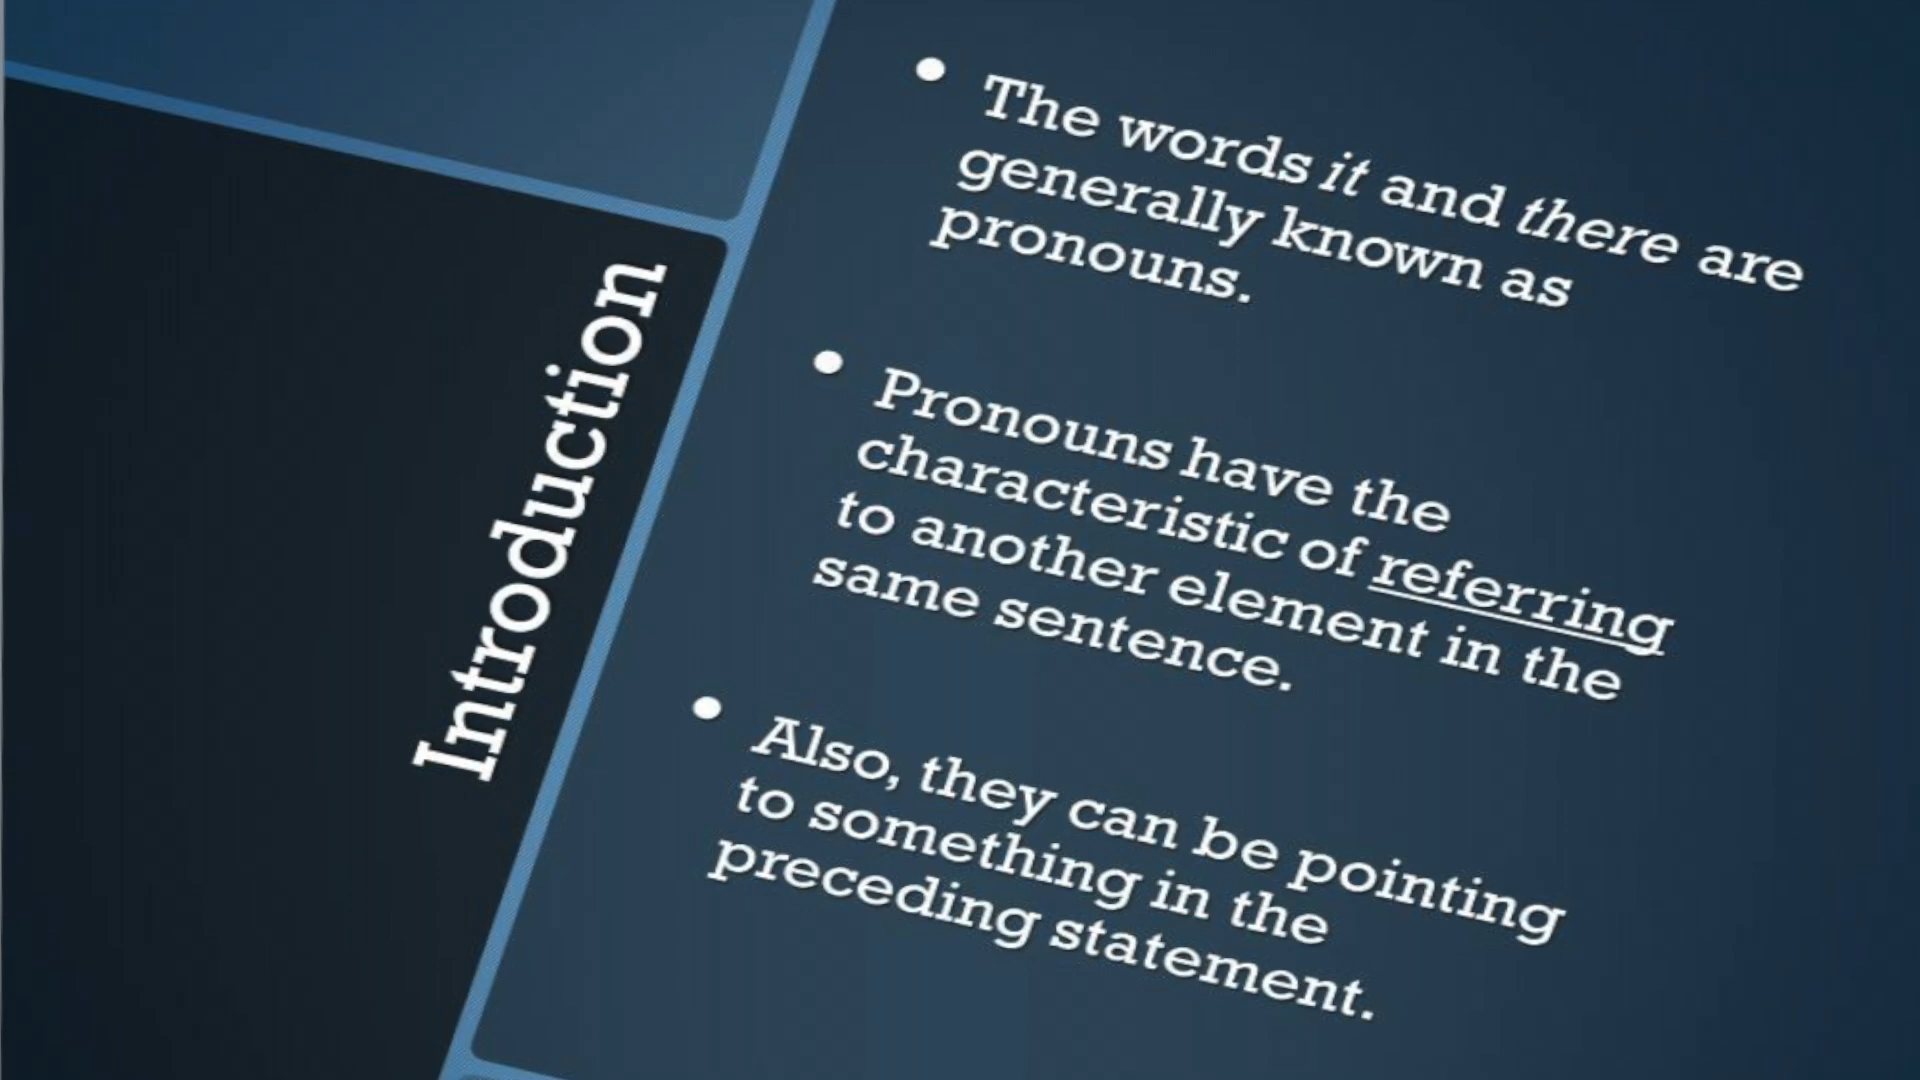 Introduction
• The words it and there are
generally known as
pronouns.
• Pronouns have the
characteristic of referring
to another element in the
same sentence.
• Also, they can be pointing
to something in the
preceding statement.